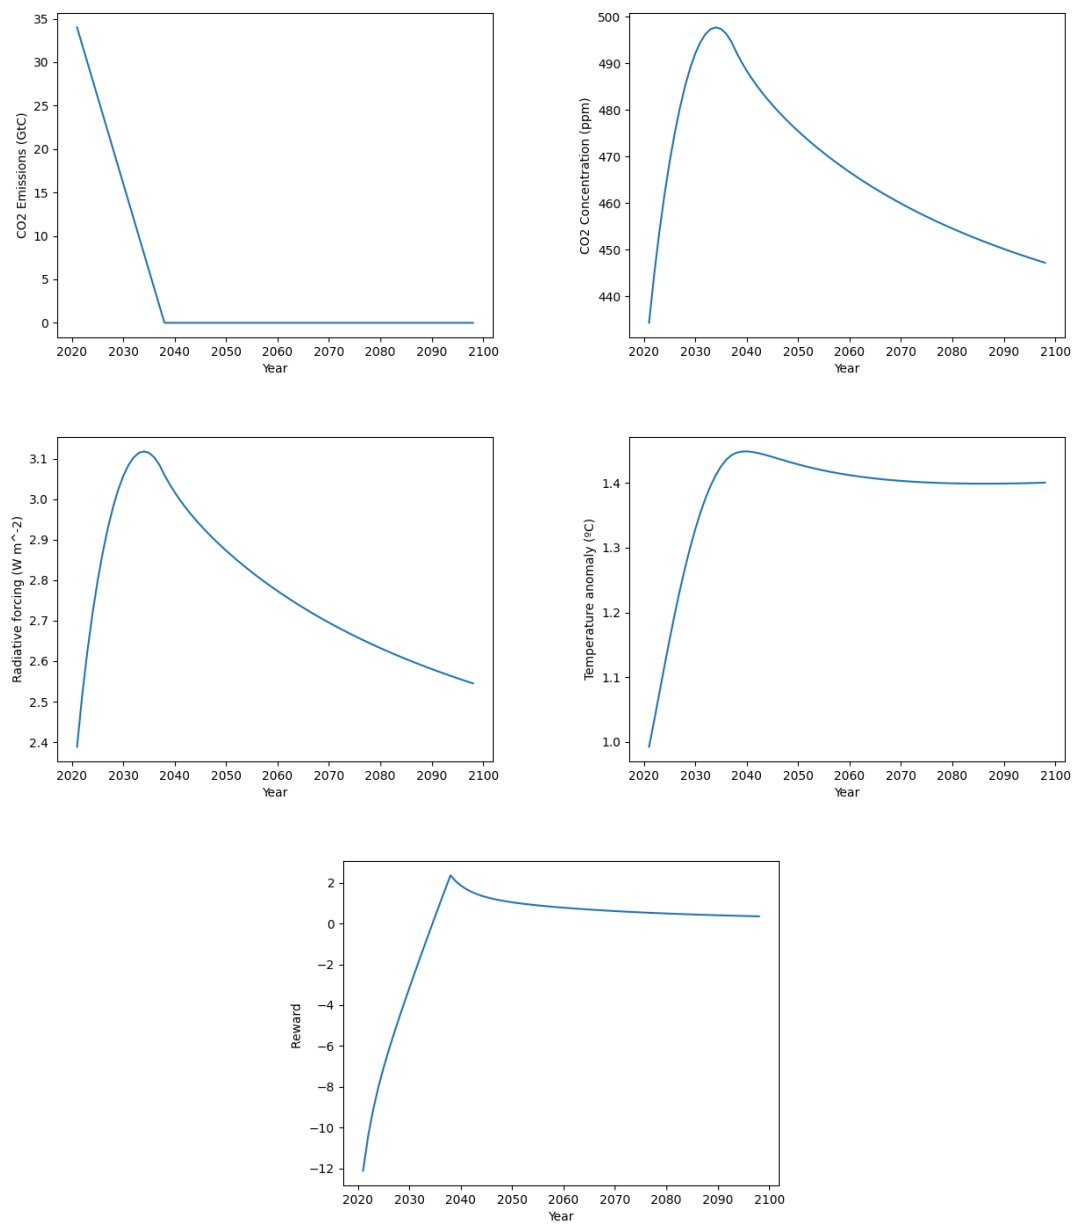 35
30
25
20
15
10
5
0
CO2 Emissions (GtC)
2020 2030 2040 2050 2060 2070 2080 2090 2100
Year
500
490
480
470
460
450
440
CO2 Concentration (ppm)
2020 2030 2040 2050 2060 2070 2080 2090 2100
Year
3.1
3.0
2.9
2.8
2.7
2.6
2.5
2.4
Radiative forcing (W m^-2)
2020 2030 2040 2050 2060 2070 2080 2090 2100
Year
1.4
1.3
1.2
1.1
1.0
Temperature anomaly (ºC)
2020 2030 2040 2050 2060 2070 2080 2090 2100
Year
2
0
−2
−4
−6
−8
−10
−12
Reward
2020 2030 2040 2050 2060 2070 2080 2090 2100
Year